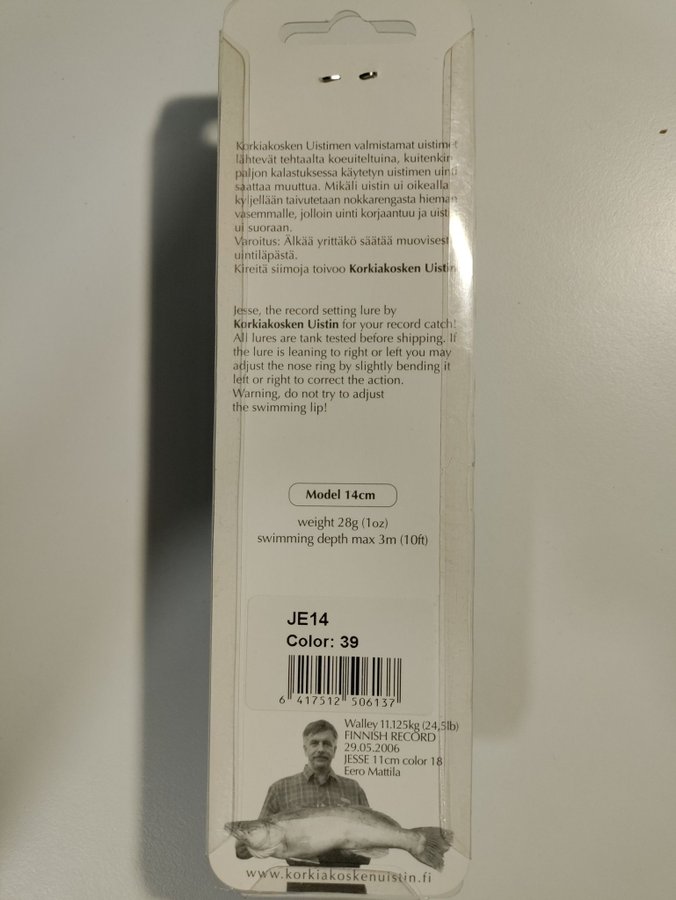 Korkiakosken Uistimen valmistamat uistimet
lähtevät tehtaalta koeuiteltuina, kuitenkin
paljon kalastuksessa käytetyn uistimen uinti
saattaa muuttua. Mikäli uistin ui oikealla
kyljellään taivutetaan nokkarengasta hieman
vasemmalle, jolloin uinti korjaantuu ja uistin
ui suoraan.
Varoitus: Älkää yrittäkö säätää muovisesta
uintiläpästä.
Kireitä siimoja toivoo Korkiakosken Uistin
Jesse, the record setting lure by
Korkiakosken Uistin for your record catch!
All lures are tank tested before shipping. If
the lure is leaning to right or left you may
adjust the nose ring by slightly bending it
left or right to correct the action.
Warning, do not try to adjust
the swimming lip!
Model 14cm
weight 28g (1oz)
swimming depth max 3m (10ft)
JE14
Color: 39
6 417512 506137
Walley 11.125kg (24,5lb)
FINNISH RECORD
29.05.2006
JESSE 11cm color 18
Eero Mattila
www.korkiakoskenuistin.fi